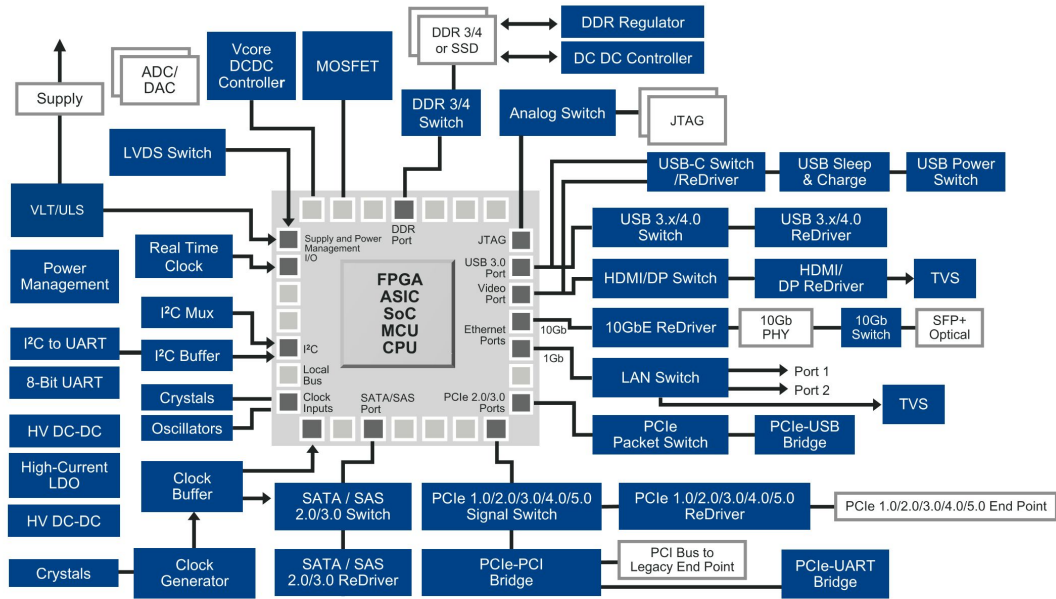 DDR 3/4
or SSD
DDR Regulator
DC DC Controller
Vcore
DCDC
Controller
MOSFET
ADC/
DAC
Supply
DDR 3/4
Switch
Analog Switch
JTAG
LVDS Switch
USB-C Switch
/ReDriver
USB Sleep
& Charge
USB Power
Switch
VLT/ULS
DDR
Port
Supply and Power
Management
I/O
JTAG
USB 3.x/4.0
Switch
USB 3.x/4.0
ReDriver
Real Time
Clock
Power
Management
USB 3.0
Port
Video
Port
HDMI/DP Switch
HDMI/
DP ReDriver
TVS
FPGA
ASIC
SoC
MCU
CPU
I²C Mux
Ethernet
Ports
10Gb
1Gb
10GbE ReDriver
10Gb
PHY
10Gb
Switch
SFP+
Optical
I²C to UART
I²C Buffer
I²C
Local
Bus
8-Bit UART
LAN Switch
Port 1
Port 2
TVS
Crystals
Oscillators
Clock
Inputs
SATA/SAS
Port
PCIe 2.0/3.0
Ports
HV DC-DC
PCIe
Packet Switch
PCIe-USB
Bridge
High-Current
LDO
Clock
Buffer
SATA / SAS
2.0/3.0 Switch
PCIe 1.0/2.0/3.0/4.0/5.0
Signal Switch
PCIe 1.0/2.0/3.0/4.0/5.0
ReDriver
PCIe 1.0/2.0/3.0/4.0/5.0 End Point
HV DC-DC
Crystals
Clock
Generator
SATA / SAS
2.0/3.0 ReDriver
PCIe-PCI
Bridge
PCI Bus to
Legacy End Point
PCIe-UART
Bridge